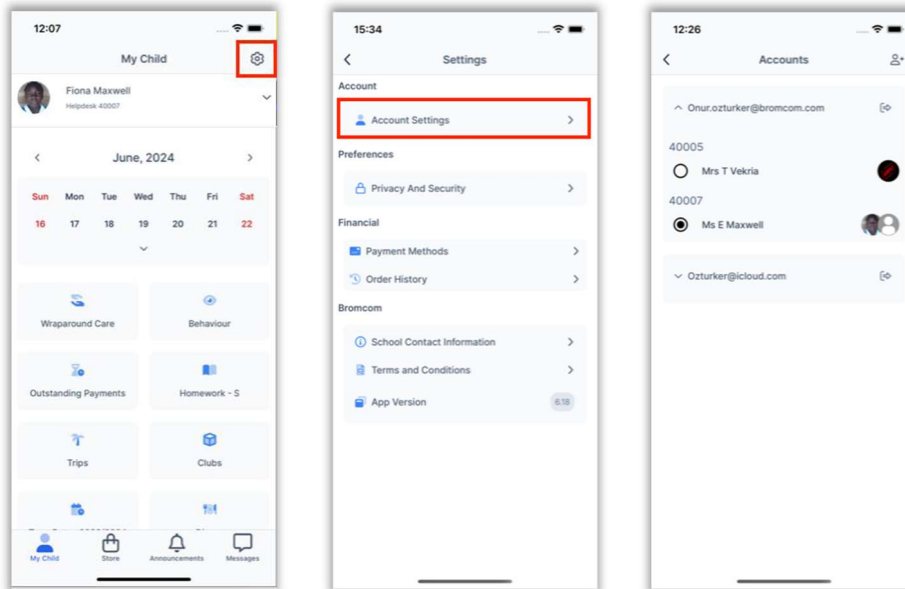 12:07
My Child
Fiona Maxwell
Helpdesk 40007
June, 2024
Sun Mon Tue Wed Thu Fri Sat
16 17 18 19 20 21 22
Wraparound Care
Behaviour
Outstanding Payments
Homework - S
Trips
Clubs
My Child
Store
Announcements
Messages
15:34
Settings
Account
Account Settings
Preferences
Privacy And Security
Financial
Payment Methods
Order History
Bromcom
School Contact Information
Terms and Conditions
App Version 6.18
12:26
Accounts
Onur.ozturker@bromcom.com
40005
Mrs T Vekria
40007
Ms E Maxwell
Ozturker@icloud.com